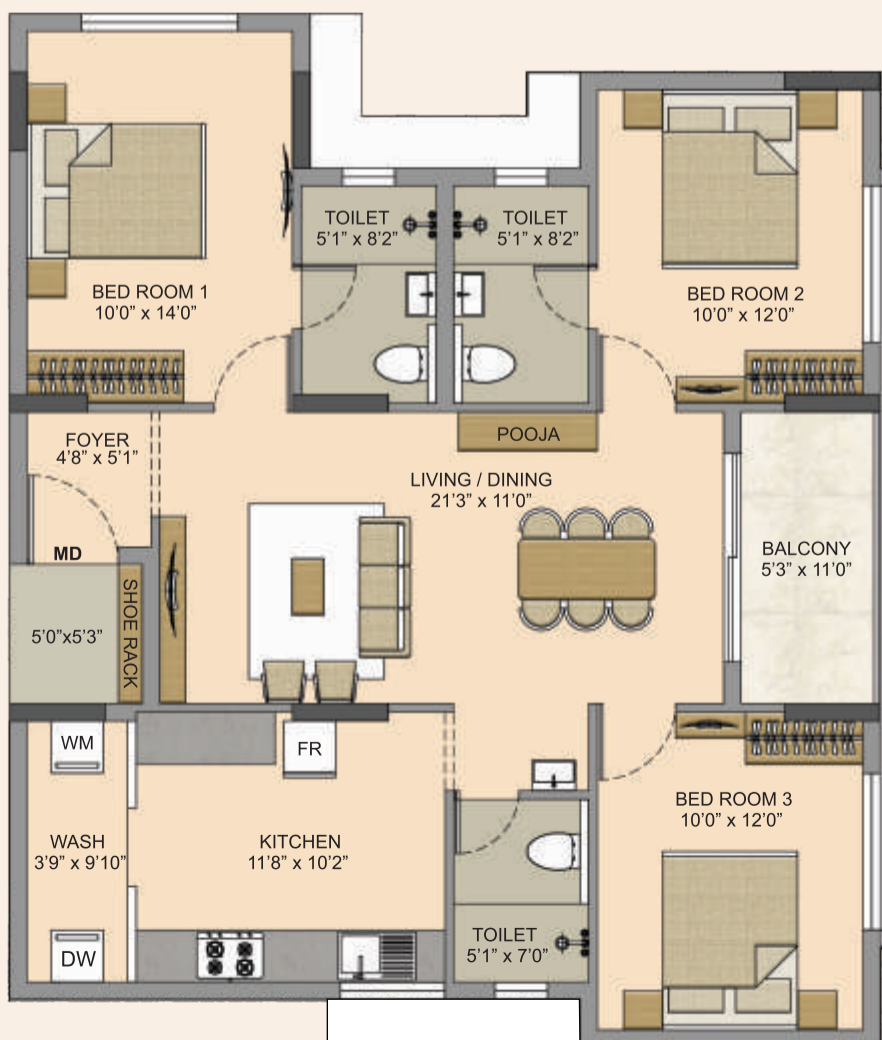 TOILET
5'1" x 8'2"
TOILET
5'1" x 8'2"
BED ROOM 1
10'0" x 14'0"
BED ROOM 2
10'0" x 12'0"
FOYER
4'8" x 5'1"
POOJA
LIVING / DINING
21'3" x 11'0"
MD
BALCONY
5'3" x 11'0"
SHOE RACK
5'0"x5'3"
WM
FR
BED ROOM 3
10'0" x 12'0"
WASH
3'9" x 9'10"
KITCHEN
11'8" x 10'2"
TOILET
5'1" x 7'0"
DW